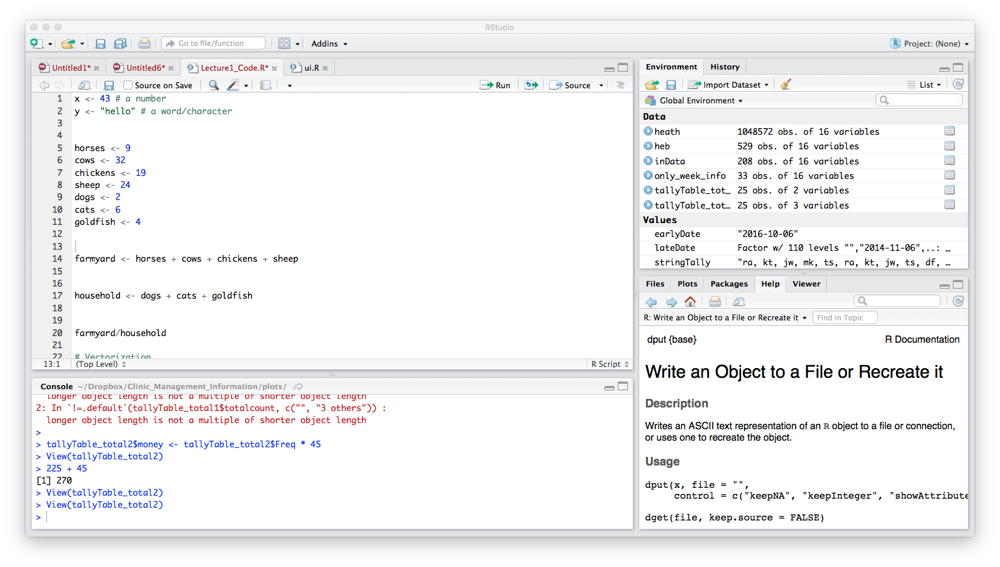 RStudio
Go to file/function
Addins
Project: (None)
Untitled1*
Untitled6*
Lecture1_Code.R*
ui.R
Source on Save
Run
Source
1 x <- 43 # a number
2 y <- "hello" # a word/character
3
4
5 horses <- 9
6 cows <- 32
7 chickens <- 19
8 sheep <- 24
9 dogs <- 2
10 cats <- 6
11 goldfish <- 4
12
13
14 farmyard <- horses + cows + chickens + sheep
15
16
17 household <- dogs + cats + goldfish
18
19
20 farmyard/household
21
22 # Vectorization
13:1 (Top Level) R Script
Console ~/Dropbox/Clinic_Management_Information/plots/
longer object length is not a multiple of shorter object length
2: In `!=.default`(tallyTable_total1$totalcount, c("", "3 others")) :
longer object length is not a multiple of shorter object length
>
> tallyTable_total2$money <- tallyTable_total2$Freq * 45
> View(tallyTable_total2)
> 225 + 45
[1] 270
> View(tallyTable_total2)
> View(tallyTable_total2)
>
Environment History
Import Dataset
List
Global Environment
Data
heath 1048572 obs. of 16 variables
heb 529 obs. of 16 variables
inData 208 obs. of 16 variables
only_week_info 33 obs. of 16 variables
tallyTable_tot… 25 obs. of 2 variables
tallyTable_tot… 25 obs. of 3 variables
Values
earlyDate "2016-10-06"
lateDate Factor w/ 110 levels "","2014-11-06",..: …
stringTally "ra, kt, jw, mk, ts, ra, kt, jw, ts, df, …
Files Plots Packages Help Viewer
R: Write an Object to a File or Recreate it
Find in Topic
dput {base} R Documentation
Write an Object to a File or Recreate it
Description
Writes an ASCII text representation of an R object to a file or connection,
or uses one to recreate the object.
Usage
dput(x, file = "",
control = c("keepNA", "keepInteger", "showAttribute
dget(file, keep.source = FALSE)